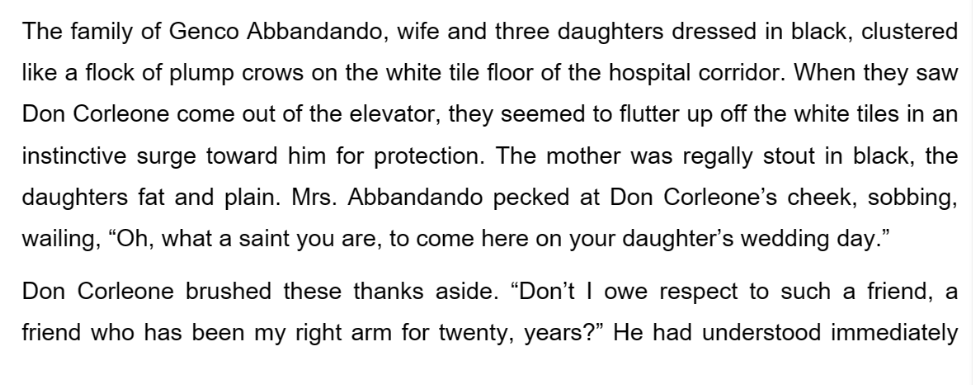 The family of Genco Abbandando, wife and three daughters dressed in black, clustered
like a flock of plump crows on the white tile floor of the hospital corridor. When they saw
Don Corleone come out of the elevator, they seemed to flutter up off the white tiles in an
instinctive surge toward him for protection. The mother was regally stout in black, the
daughters fat and plain. Mrs. Abbandando pecked at Don Corleone’s cheek, sobbing,
wailing, “Oh, what a saint you are, to come here on your daughter’s wedding day.”
Don Corleone brushed these thanks aside. “Don’t I owe respect to such a friend, a
friend who has been my right arm for twenty, years?” He had understood immediately